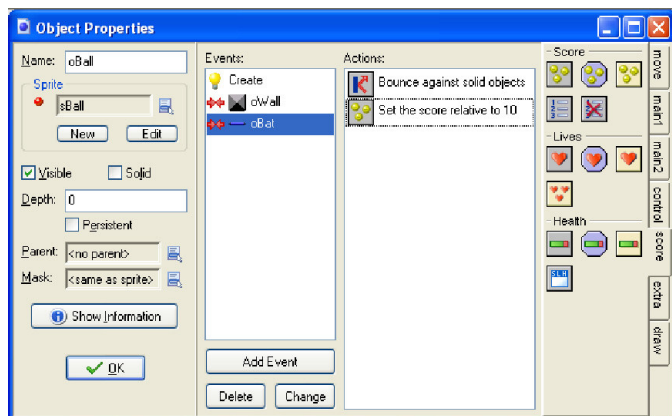 Object Properties
Name: oBall
Sprite
sBall
New Edit
Visible Solid
Depth: 0
Persistent
Parent: <no parent>
Mask: <same as sprite>
Show Information
OK
Events:
Create
oWall
oBat
Add Event
Delete Change
Actions:
Bounce against solid objects
Set the score relative to 10
Score
Lives
Health
move
main1
main2
control
score
extra
draw